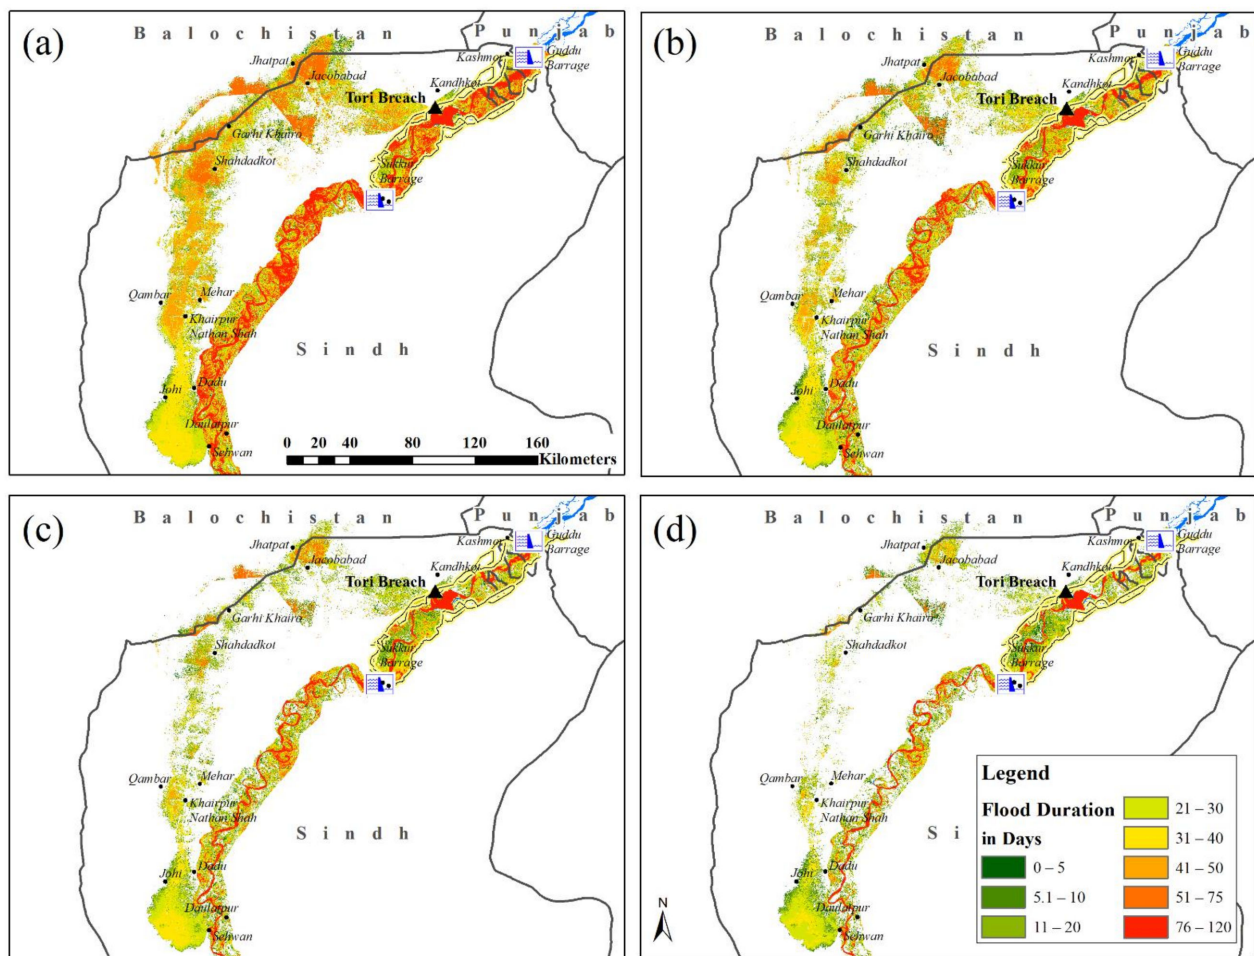 (a)
B a l o c h i s t a n
P u n j a b
Jhatpat
Kashmor
Guddu
Barrage
Jacobabad
Kandhkot
Tori Breach
Garhi Khairo
Shahdadkot
Sukkur
Barrage
Qambar
Mehar
Khairpur
Nathan Shah
S i n d h
Johi
Dadu
Daulatpur
Sehwan
0 20 40 80 120 160
Kilometers
(b)
B a l o c h i s t a n
P u n j a b
Jhatpat
Kashmor
Guddu
Barrage
Jacobabad
Kandhkot
Tori Breach
Garhi Khairo
Shahdadkot
Sukkur
Barrage
Qambar
Mehar
Khairpur
Nathan Shah
S i n d h
Johi
Dadu
Daulatpur
Sehwan
(c)
B a l o c h i s t a n
P u n j a b
Jhatpat
Kashmor
Guddu
Barrage
Jacobabad
Kandhkot
Tori Breach
Garhi Khairo
Shahdadkot
Sukkur
Barrage
Qambar
Mehar
Khairpur
Nathan Shah
S i n d h
Johi
Dadu
Daulatpur
Sehwan
(d)
B a l o c h i s t a n
P u n j a b
Jhatpat
Kashmor
Guddu
Barrage
Jacobabad
Kandhkot
Tori Breach
Garhi Khairo
Shahdadkot
Sukkur
Barrage
Qambar
Mehar
Khairpur
Nathan Shah
S i
Johi
Dadu
Daulatpur
Sehwan
N
Legend
Flood Duration
in Days
0 – 5
5.1 – 10
11 – 20
21 – 30
31 – 40
41 – 50
51 – 75
76 – 120